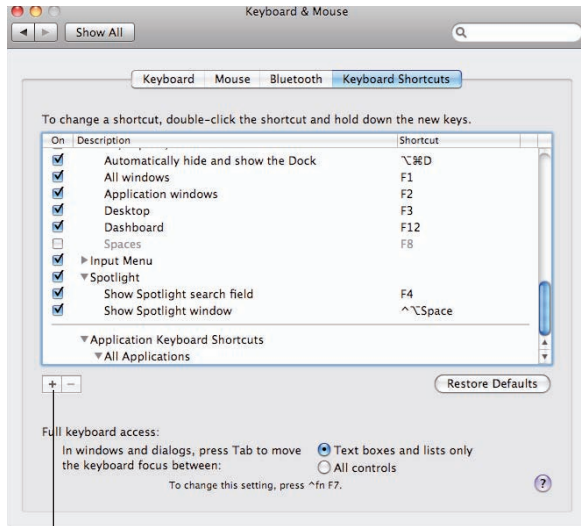 Keyboard & Mouse
Show All
Keyboard Mouse Bluetooth Keyboard Shortcuts
To change a shortcut, double-click the shortcut and hold down the new keys.
On Description Shortcut
Automatically hide and show the Dock ⌥⌘D
All windows F1
Application windows F2
Desktop F3
Dashboard F12
Spaces F8
Input Menu
Spotlight
Show Spotlight search field F4
Show Spotlight window ^⌥Space
Application Keyboard Shortcuts
All Applications
+ −
Restore Defaults
Full keyboard access:
In windows and dialogs, press Tab to move
the keyboard focus between:
Text boxes and lists only
All controls
To change this setting, press ^fn F7.
?